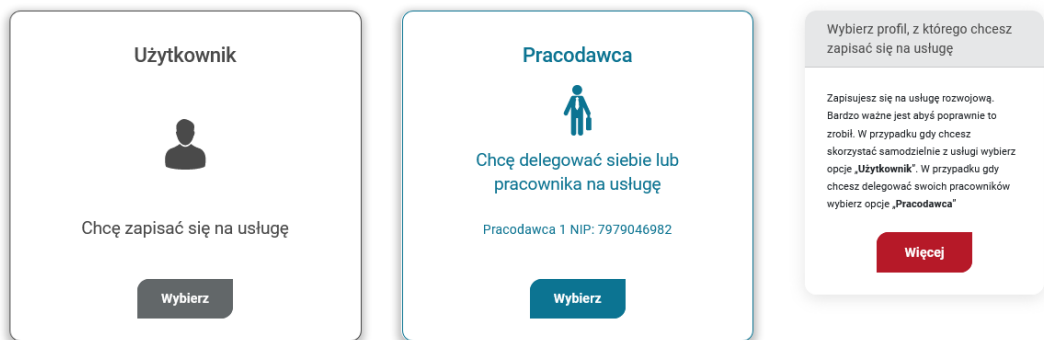 Użytkownik
Chcę zapisać się na usługę
Wybierz
Pracodawca
Chcę delegować siebie lub
pracownika na usługę
Pracodawca 1 NIP: 7979046982
Wybierz
Wybierz profil, z którego chcesz
zapisać się na usługę
Zapisujesz się na usługę rozwojową.
Bardzo ważne jest abyś poprawnie to
zrobił. W przypadku gdy chcesz
skorzystać samodzielnie z usługi wybierz
opcje „Użytkownik”. W przypadku gdy
chcesz delegować swoich pracowników
wybierz opcje „Pracodawca”
Więcej